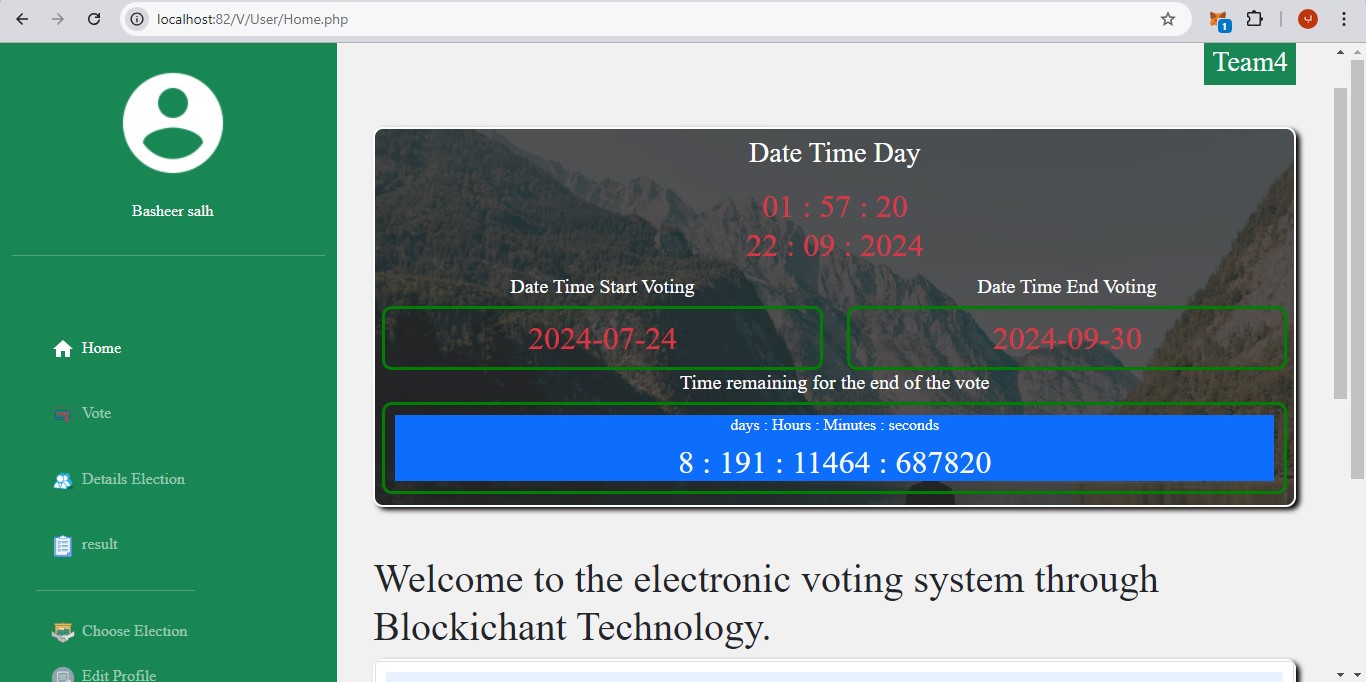 localhost:82/V/User/Home.php
1
Team4
Basheer salh
Home
Vote
Details Election
result
Choose Election
Edit Profile
Date Time Day
01 : 57 : 20
22 : 09 : 2024
Date Time Start Voting
Date Time End Voting
2024-07-24
2024-09-30
Time remaining for the end of the vote
days : Hours : Minutes : seconds
8 : 191 : 11464 : 687820
Welcome to the electronic voting system through
Blockichant Technology.